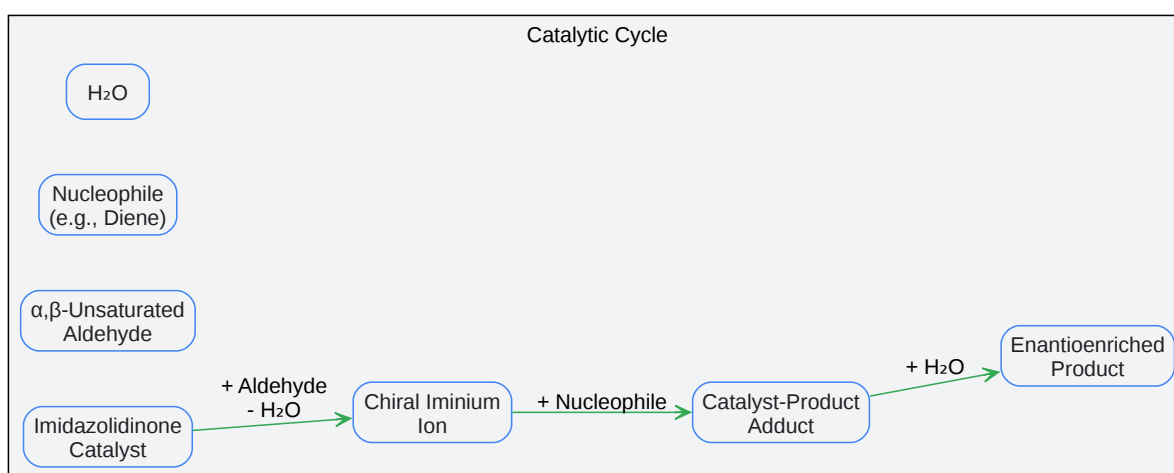 Catalytic Cycle
H₂O
Nucleophile
(e.g., Diene)
α,β-Unsaturated
Aldehyde
Imidazolidinone
Catalyst
+ Aldehyde
- H₂O
Chiral Iminium
Ion
+ Nucleophile
Catalyst-Product
Adduct
+ H₂O
Enantioenriched
Product